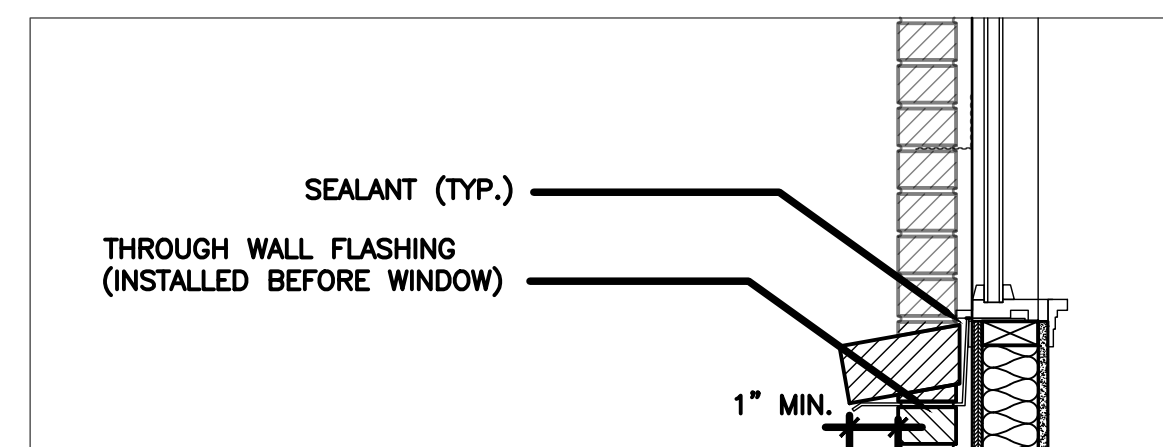 SEALANT (TYP.)
THROUGH WALL FLASHING
(INSTALLED BEFORE WINDOW)
1" MIN.